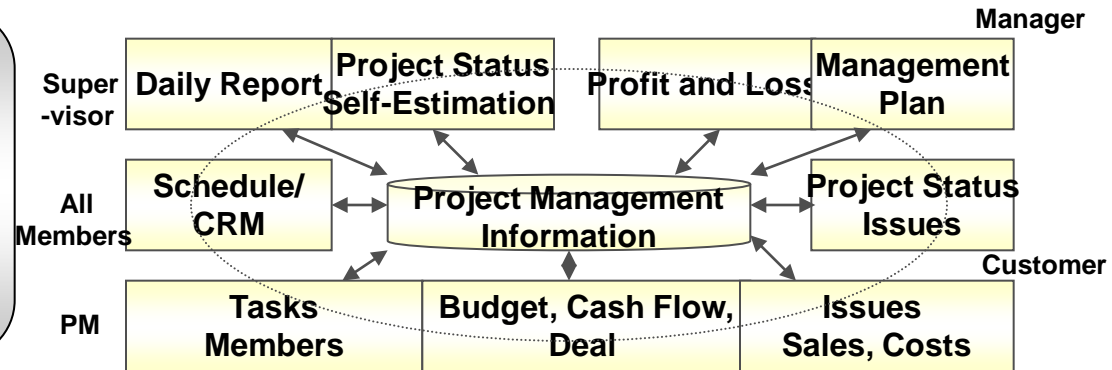 Manager
Super
-visor
Daily Report
Project Status
Self-Estimation
Profit and Loss
Management
Plan
All
Members
Schedule/
CRM
Project Management
Information
Project Status
Issues
Customer
PM
Tasks
Members
Budget, Cash Flow,
Deal
Issues
Sales, Costs